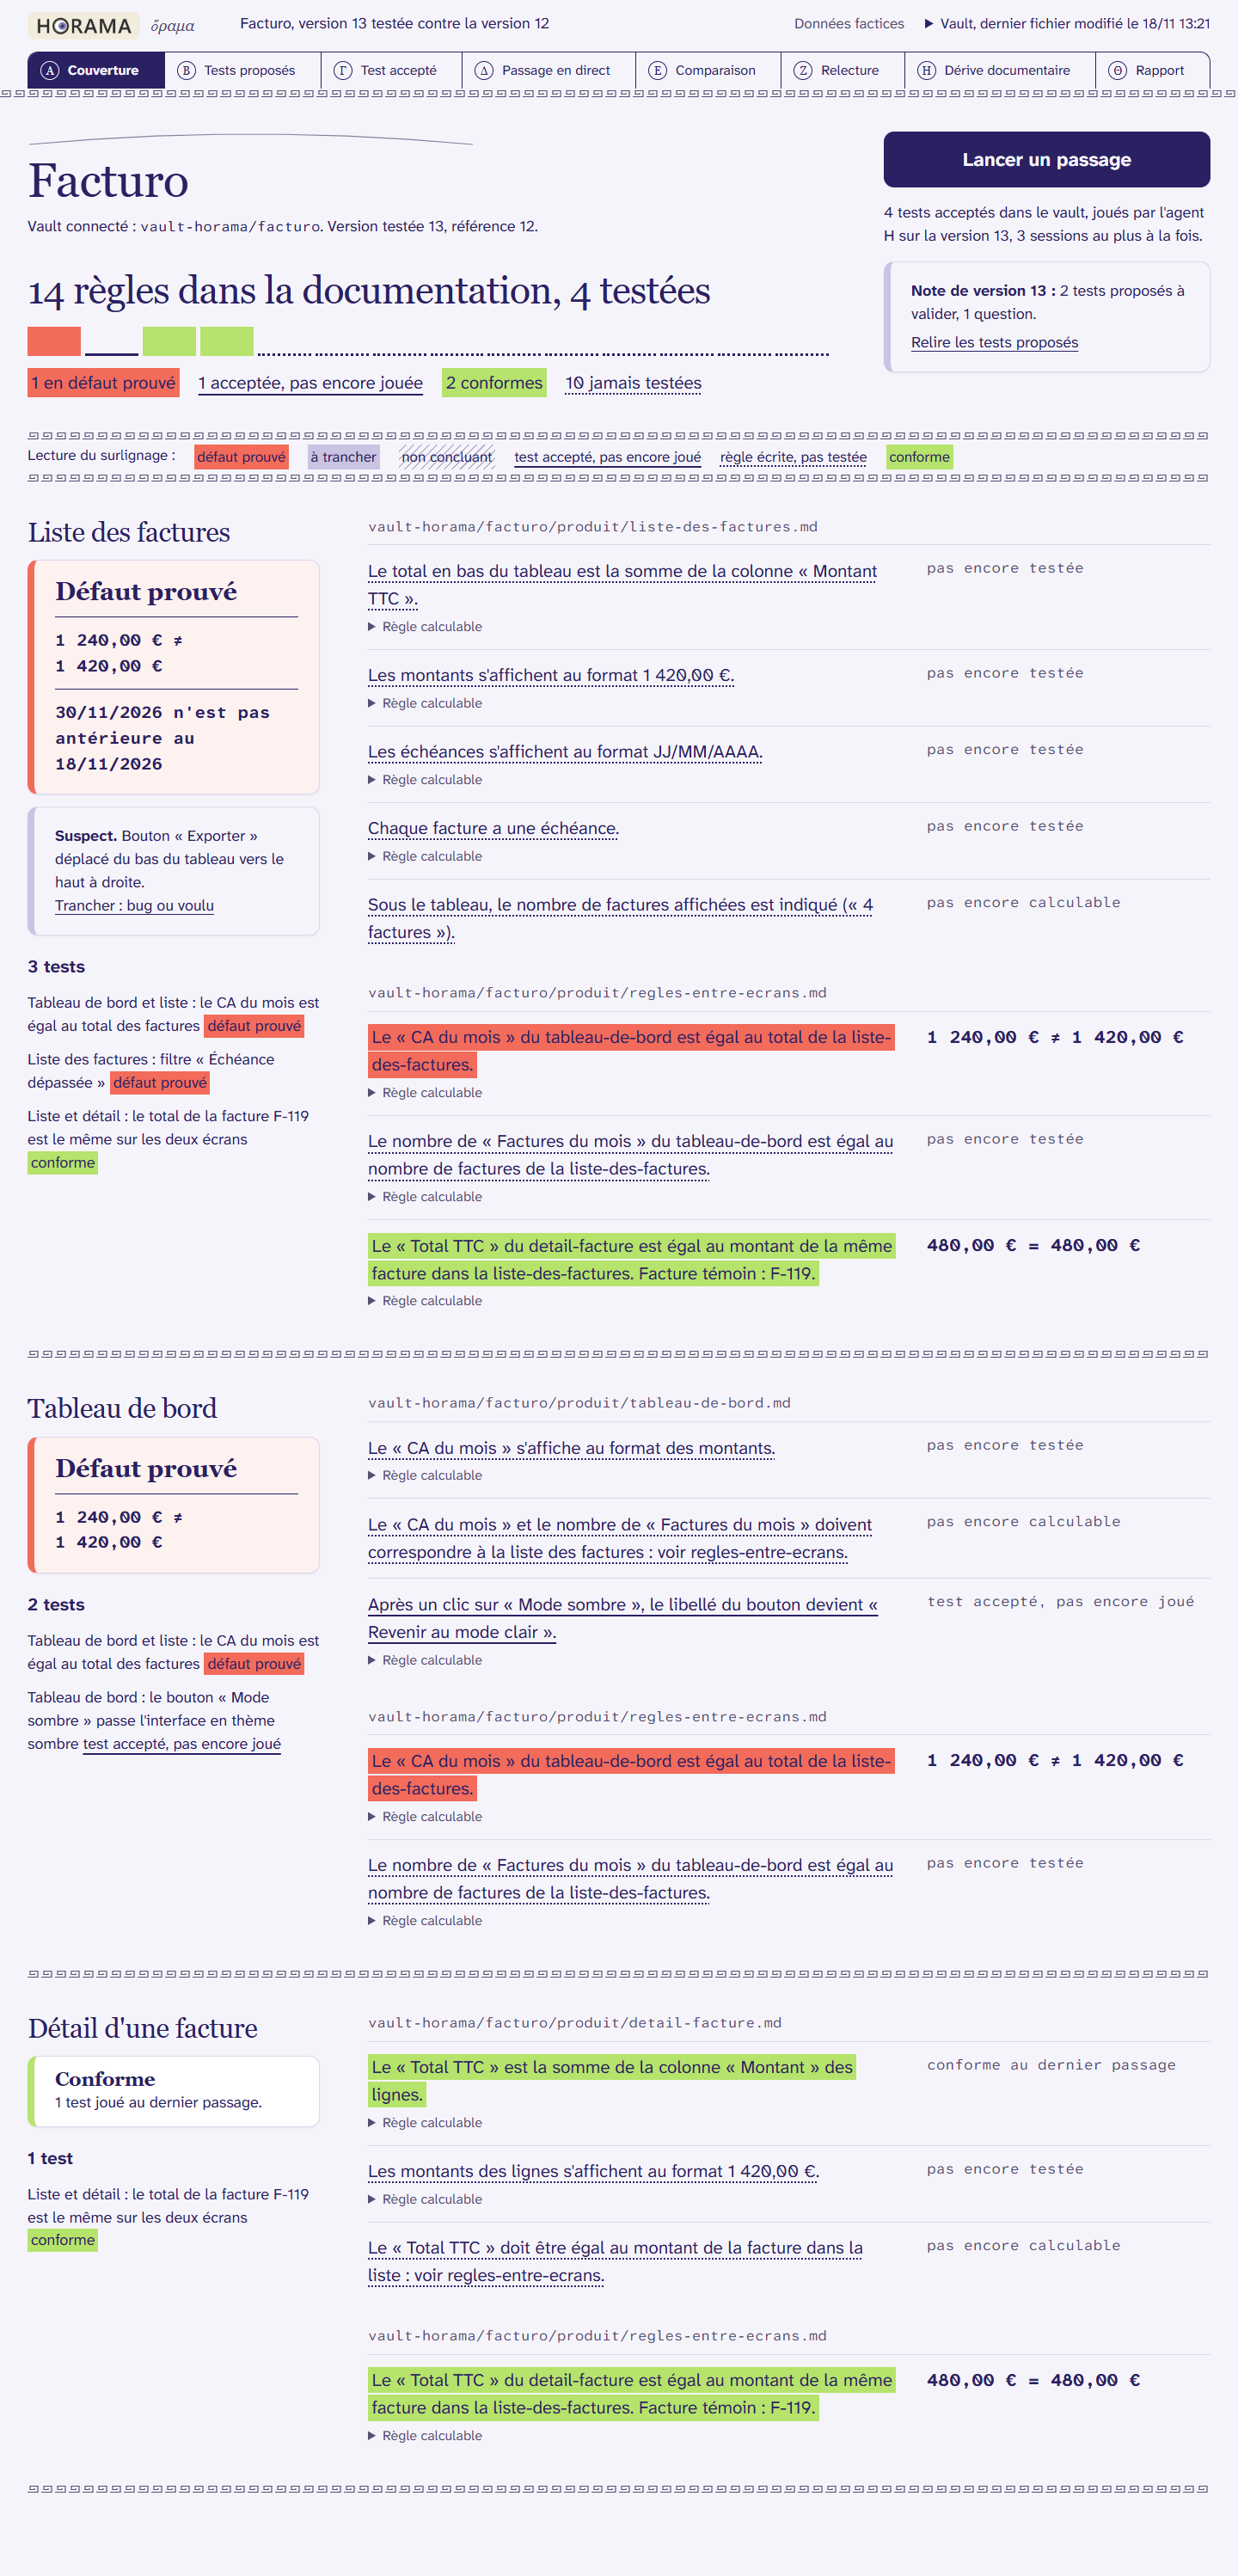 HORAMA ὅραμα
Facturo, version 13 testée contre la version 12
Données factices
▶ Vault, dernier fichier modifié le 18/11 13:21
Α Couverture
Β Tests proposés
Γ Test accepté
Δ Passage en direct
Ε Comparaison
Ζ Relecture
Η Dérive documentaire
Θ Rapport
Facturo
Vault connecté : vault-horama/facturo. Version testée 13, référence 12.
Lancer un passage
4 tests acceptés dans le vault, joués par l'agent
H sur la version 13, 3 sessions au plus à la fois.
Note de version 13 : 2 tests proposés à
valider, 1 question.
Relire les tests proposés
14 règles dans la documentation, 4 testées
1 en défaut prouvé
1 acceptée, pas encore jouée
2 conformes
10 jamais testées
Lecture du surlignage :
défaut prouvé
à trancher
non concluant
test accepté, pas encore joué
règle écrite, pas testée
conforme
Liste des factures
Défaut prouvé
1 240,00 € ≠
1 420,00 €
30/11/2026 n'est pas
antérieure au
18/11/2026
Suspect. Bouton « Exporter »
déplacé du bas du tableau vers le
haut à droite.
Trancher : bug ou voulu
3 tests
Tableau de bord et liste : le CA du mois est
égal au total des factures défaut prouvé
Liste des factures : filtre « Échéance
dépassée » défaut prouvé
Liste et détail : le total de la facture F-119
est le même sur les deux écrans
conforme
vault-horama/facturo/produit/liste-des-factures.md
Le total en bas du tableau est la somme de la colonne « Montant
TTC ».
▶ Règle calculable
pas encore testée
Les montants s'affichent au format 1 420,00 €.
▶ Règle calculable
pas encore testée
Les échéances s'affichent au format JJ/MM/AAAA.
▶ Règle calculable
pas encore testée
Chaque facture a une échéance.
▶ Règle calculable
pas encore testée
Sous le tableau, le nombre de factures affichées est indiqué (« 4
factures »).
pas encore calculable
vault-horama/facturo/produit/regles-entre-ecrans.md
Le « CA du mois » du tableau-de-bord est égal au total de la liste-
des-factures.
▶ Règle calculable
1 240,00 € ≠ 1 420,00 €
Le nombre de « Factures du mois » du tableau-de-bord est égal au
nombre de factures de la liste-des-factures.
▶ Règle calculable
pas encore testée
Le « Total TTC » du detail-facture est égal au montant de la même
facture dans la liste-des-factures. Facture témoin : F-119.
▶ Règle calculable
480,00 € = 480,00 €
Tableau de bord
Défaut prouvé
1 240,00 € ≠
1 420,00 €
2 tests
Tableau de bord et liste : le CA du mois est
égal au total des factures défaut prouvé
Tableau de bord : le bouton « Mode
sombre » passe l'interface en thème
sombre test accepté, pas encore joué
vault-horama/facturo/produit/tableau-de-bord.md
Le « CA du mois » s'affiche au format des montants.
▶ Règle calculable
pas encore testée
Le « CA du mois » et le nombre de « Factures du mois » doivent
correspondre à la liste des factures : voir regles-entre-ecrans.
pas encore calculable
Après un clic sur « Mode sombre », le libellé du bouton devient «
Revenir au mode clair ».
▶ Règle calculable
test accepté, pas encore joué
vault-horama/facturo/produit/regles-entre-ecrans.md
Le « CA du mois » du tableau-de-bord est égal au total de la liste-
des-factures.
▶ Règle calculable
1 240,00 € ≠ 1 420,00 €
Le nombre de « Factures du mois » du tableau-de-bord est égal au
nombre de factures de la liste-des-factures.
▶ Règle calculable
pas encore testée
Détail d'une facture
Conforme
1 test joué au dernier passage.
1 test
Liste et détail : le total de la facture F-119
est le même sur les deux écrans
conforme
vault-horama/facturo/produit/detail-facture.md
Le « Total TTC » est la somme de la colonne « Montant » des
lignes.
▶ Règle calculable
conforme au dernier passage
Les montants des lignes s'affichent au format 1 420,00 €.
▶ Règle calculable
pas encore testée
Le « Total TTC » doit être égal au montant de la facture dans la
liste : voir regles-entre-ecrans.
pas encore calculable
vault-horama/facturo/produit/regles-entre-ecrans.md
Le « Total TTC » du detail-facture est égal au montant de la même
facture dans la liste-des-factures. Facture témoin : F-119.
▶ Règle calculable
480,00 € = 480,00 €